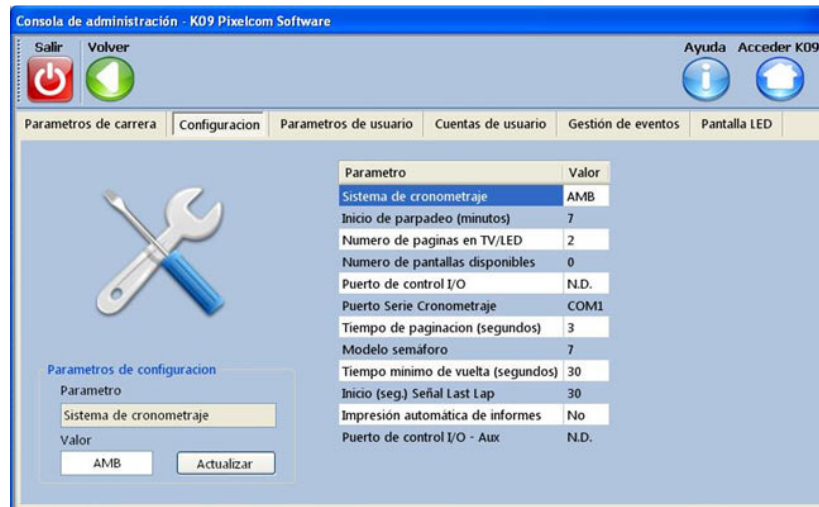 Consola de administración - K09 Pixelcom Software
Salir Volver Ayuda Acceder K09
Parametros de carrera Configuracion Parametros de usuario Cuentas de usuario Gestión de eventos Pantalla LED
Parametro Valor
Sistema de cronometraje AMB
Inicio de parpadeo (minutos) 7
Numero de paginas en TV/LED 2
Numero de pantallas disponibles 0
Puerto de control I/O N.D.
Puerto Serie Cronometraje COM1
Tiempo de paginacion (segundos) 3
Modelo semáforo 7
Tiempo minimo de vuelta (segundos) 30
Inicio (seg.) Señal Last Lap 30
Impresión automática de informes No
Puerto de control I/O - Aux N.D.
Parametros de configuracion
Parametro
Sistema de cronometraje
Valor
AMB Actualizar